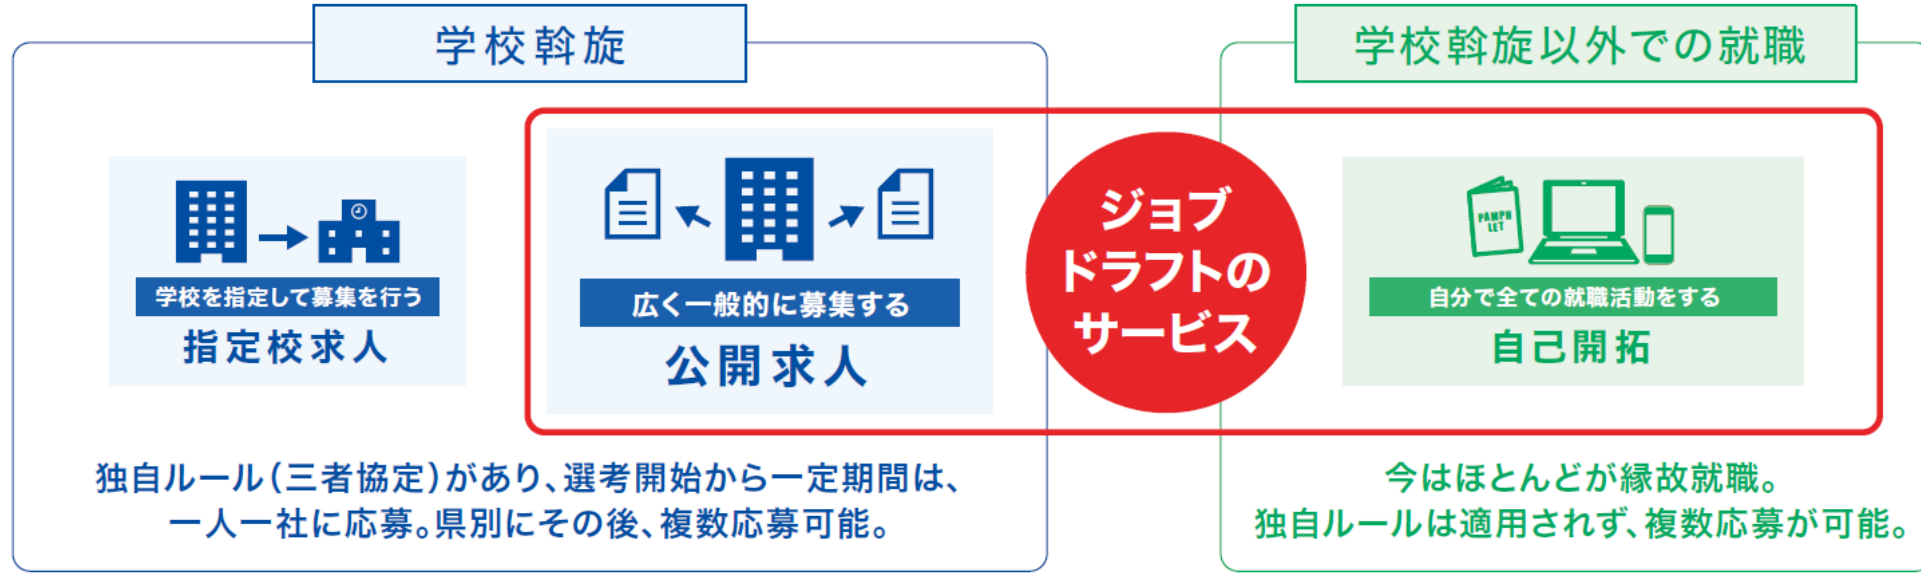 学校斡旋
学校を指定して募集を行う
指定校求人
広く一般的に募集する
公開求人
独自ルール（三者協定）があり、選考開始から一定期間は、
一人一社に応募。県別にその後、複数応募可能。
ジョブ
ドラフトの
サービス
学校斡旋以外での就職
PAMPH
LET
自分で全ての就職活動をする
自己開拓
今はほとんどが縁故就職。
独自ルールは適用されず、複数応募が可能。